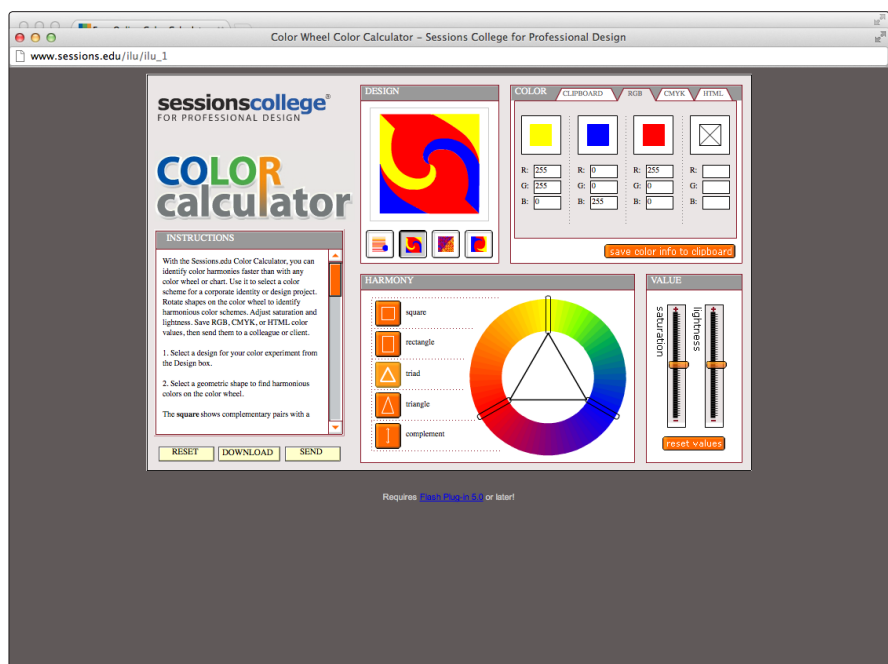 Color Wheel Color Calculator – Sessions College for Professional Design
www.sessions.edu/ilu/ilu_1
sessionscollege®
FOR PROFESSIONAL DESIGN
COLOR
calculator
INSTRUCTIONS
With the Sessions.edu Color Calculator, you can
identify color harmonies faster than with any
color wheel or chart. Use it to select a color
scheme for a corporate identity or design project.
Rotate shapes on the color wheel to identify
harmonious color schemes. Adjust saturation and
lightness. Save RGB, CMYK, or HTML color
values, then send them to a colleague or client.
1. Select a design for your color experiment from
the Design box.
2. Select a geometric shape to find harmonious
colors on the color wheel.
The square shows complementary pairs with a
RESET DOWNLOAD SEND
DESIGN
COLOR CLIPBOARD RGB CMYK HTML
R: 255 R: 0 R: 255 R:
G: 255 G: 0 G: 0 G:
B: 0 B: 255 B: 0 B:
save color info to clipboard
HARMONY
square
rectangle
triad
triangle
complement
VALUE
saturation
lightness
reset values
Requires Flash Plug-in 5.0 or later!